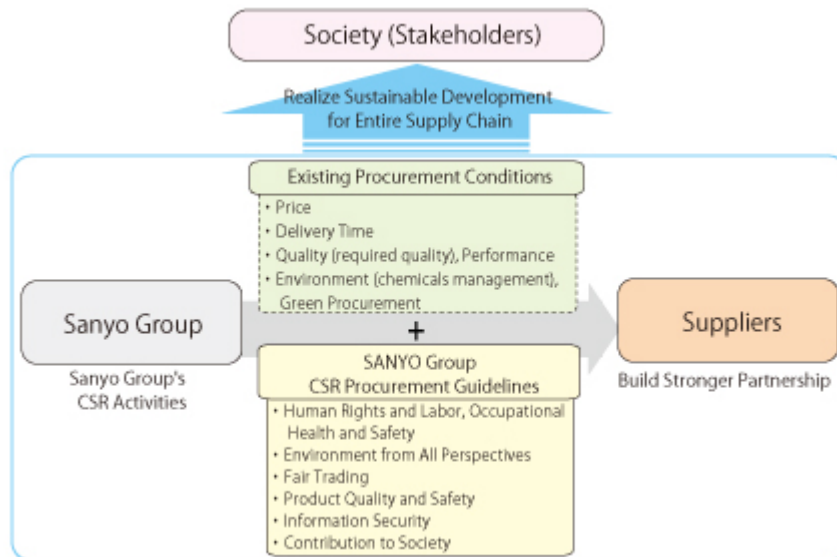 Society (Stakeholders)
Realize Sustainable Development
for Entire Supply Chain
Existing Procurement Conditions
• Price
• Delivery Time
• Quality (required quality), Performance
• Environment (chemicals management),
Green Procurement
Sanyo Group
Sanyo Group's
CSR Activities
+
SANYO Group
CSR Procurement Guidelines
• Human Rights and Labor, Occupational
Health and Safety
• Environment from All Perspectives
• Fair Trading
• Product Quality and Safety
• Information Security
• Contribution to Society
Suppliers
Build Stronger Partnership